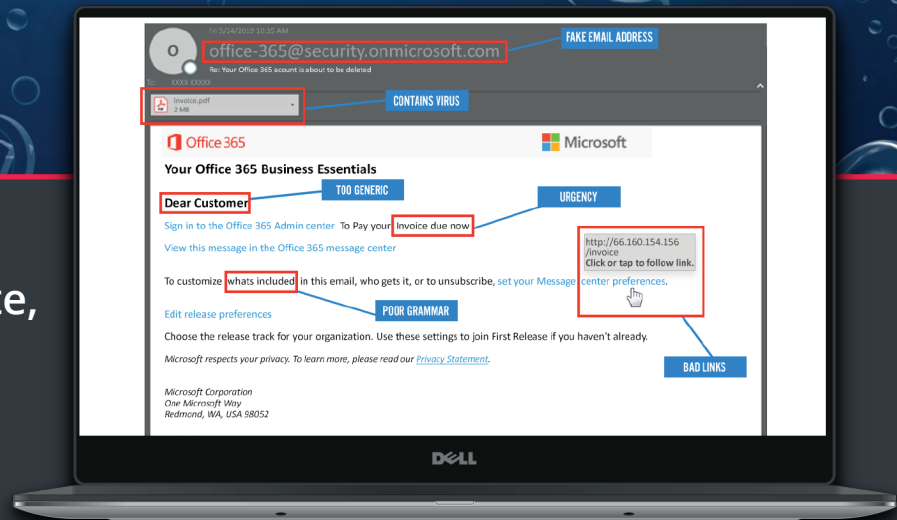 Fri 5/24/2019 10:35 AM
FAKE EMAIL ADDRESS
O
office-365@security.onmicrosoft.com
Re: Your Office 365 acount is about to be deleted
To: XXXX XXXXX
Invoice.pdf
2 MB
CONTAINS VIRUS
Office 365
Microsoft
Your Office 365 Business Essentials
TOO GENERIC
URGENCY
Dear Customer
Sign in to the Office 365 Admin center To Pay your Invoice due now
View this message in the Office 365 message center
http://66.160.154.156
/invoice
Click or tap to follow link.
To customize whats included in this email, who gets it, or to unsubscribe, set your Message center preferences.
POOR GRAMMAR
Edit release preferences
Choose the release track for your organization. Use these settings to join First Release if you haven't already.
Microsoft respects your privacy. To learn more, please read our Privacy Statement.
BAD LINKS
Microsoft Corporation
One Microsoft Way
Redmond, WA, USA 98052
DELL